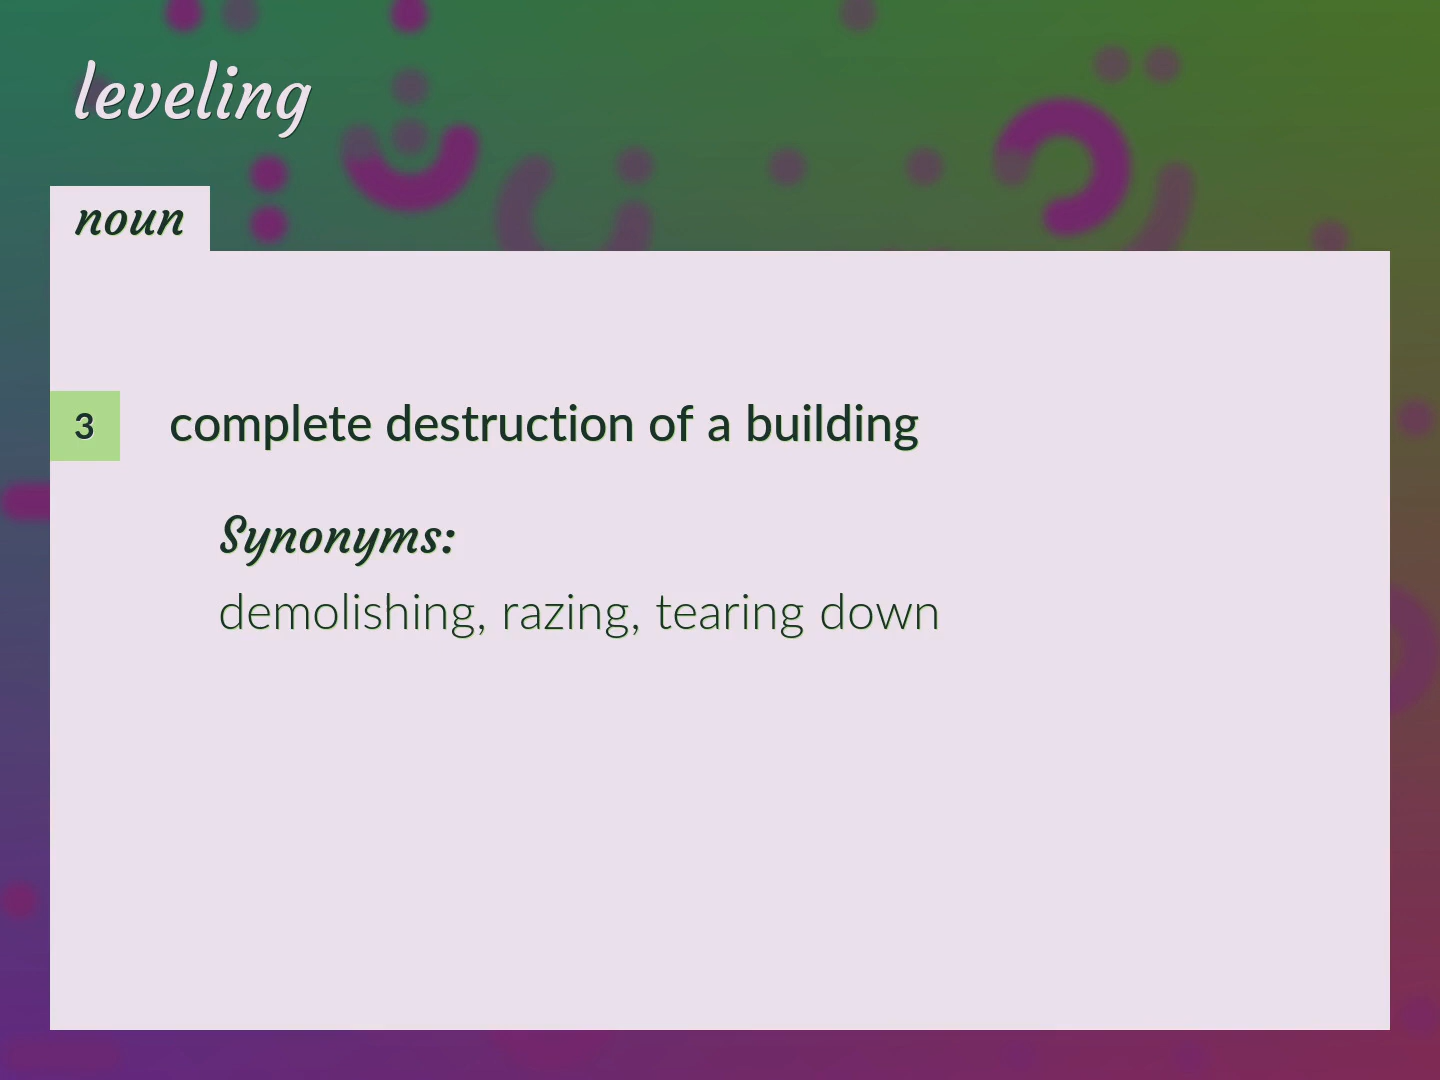 leveling
noun
3 complete destruction of a building
Synonyms:
demolishing, razing, tearing down